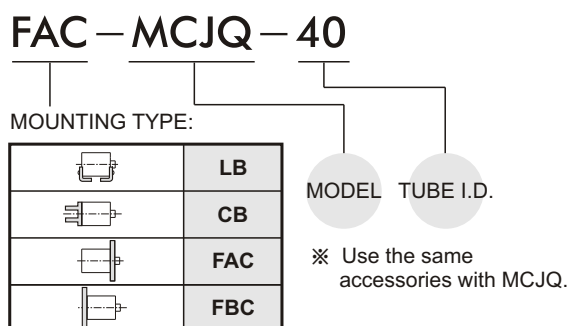 FAC – MCJQ – 40
MOUNTING TYPE:
LB
CB
FAC
FBC
MODEL
TUBE I.D.
※ Use the same
accessories with MCJQ.